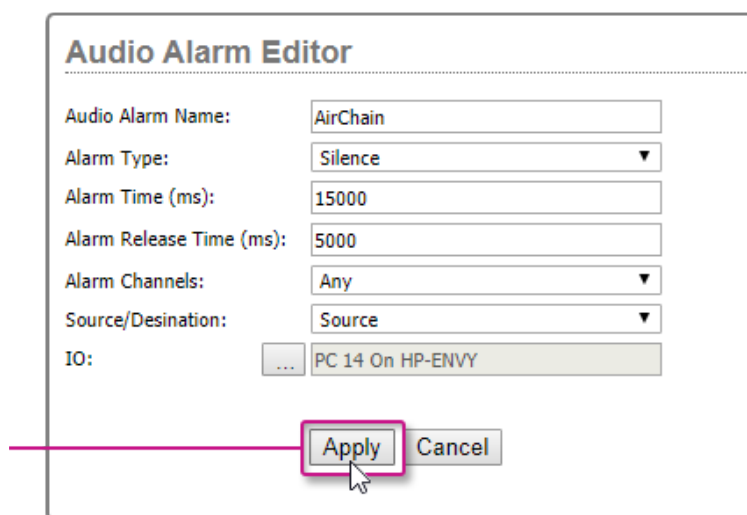 Audio Alarm Editor
Audio Alarm Name: AirChain
Alarm Type: Silence
Alarm Time (ms): 15000
Alarm Release Time (ms): 5000
Alarm Channels: Any
Source/Desination: Source
IO: ... PC 14 On HP-ENVY
Apply Cancel